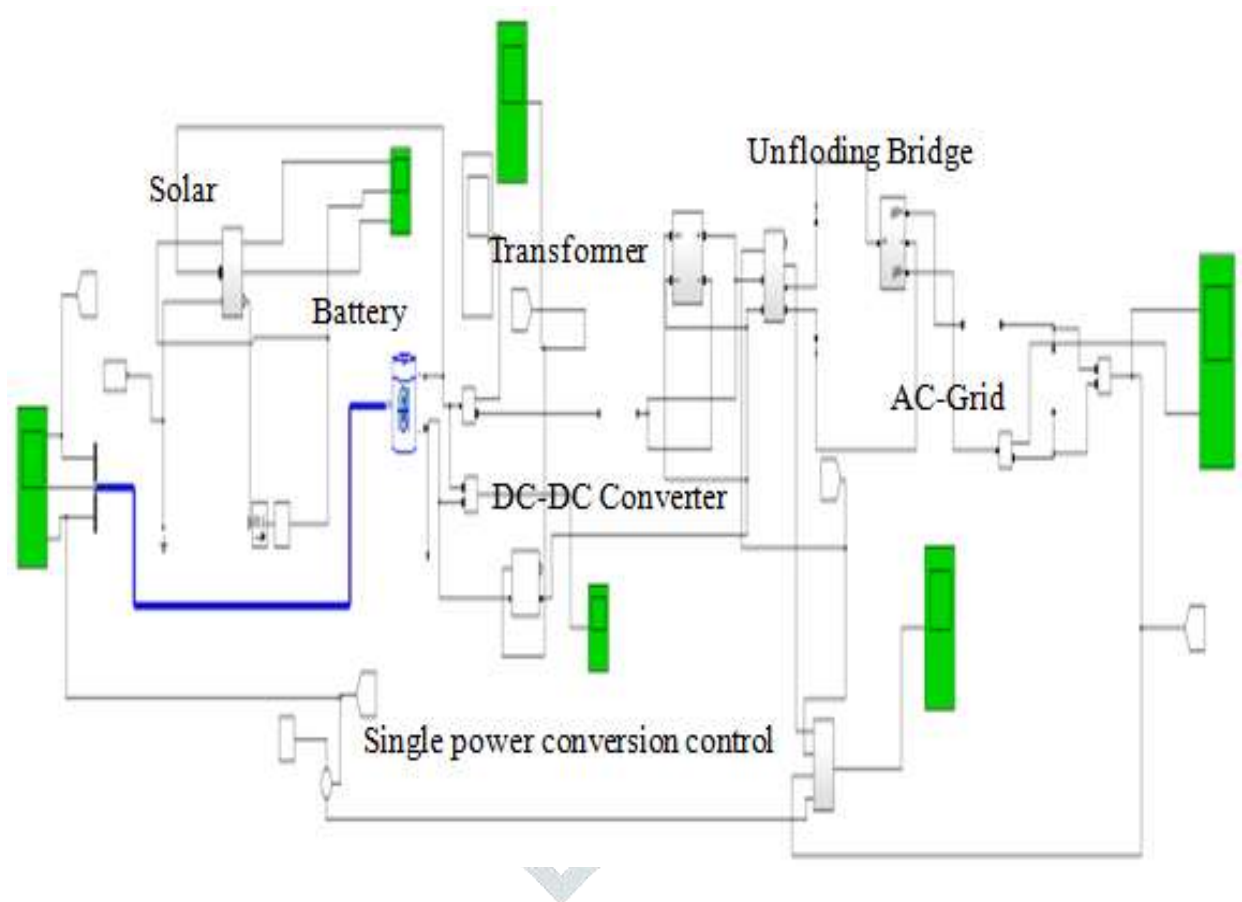 Unfloding Bridge
Solar
Transformer
Battery
AC-Grid
DC-DC Converter
Single power conversion control